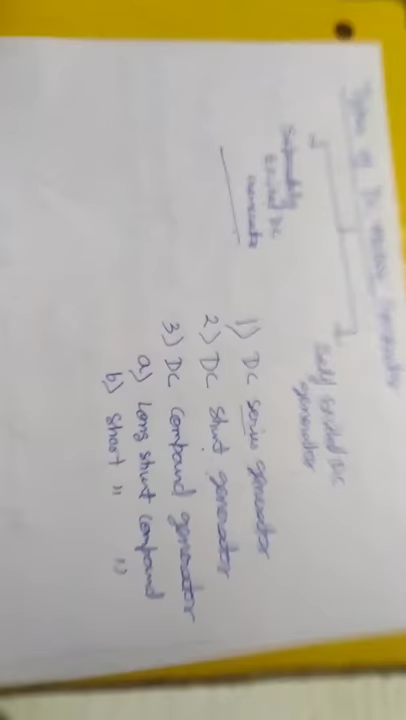 Types of DC generator
Separately
Excited DC
generator
Self excited DC
generator
1) DC series generator
2) DC shunt generator
3) DC Compound generator
a) Long shunt Compound
b) Short " "